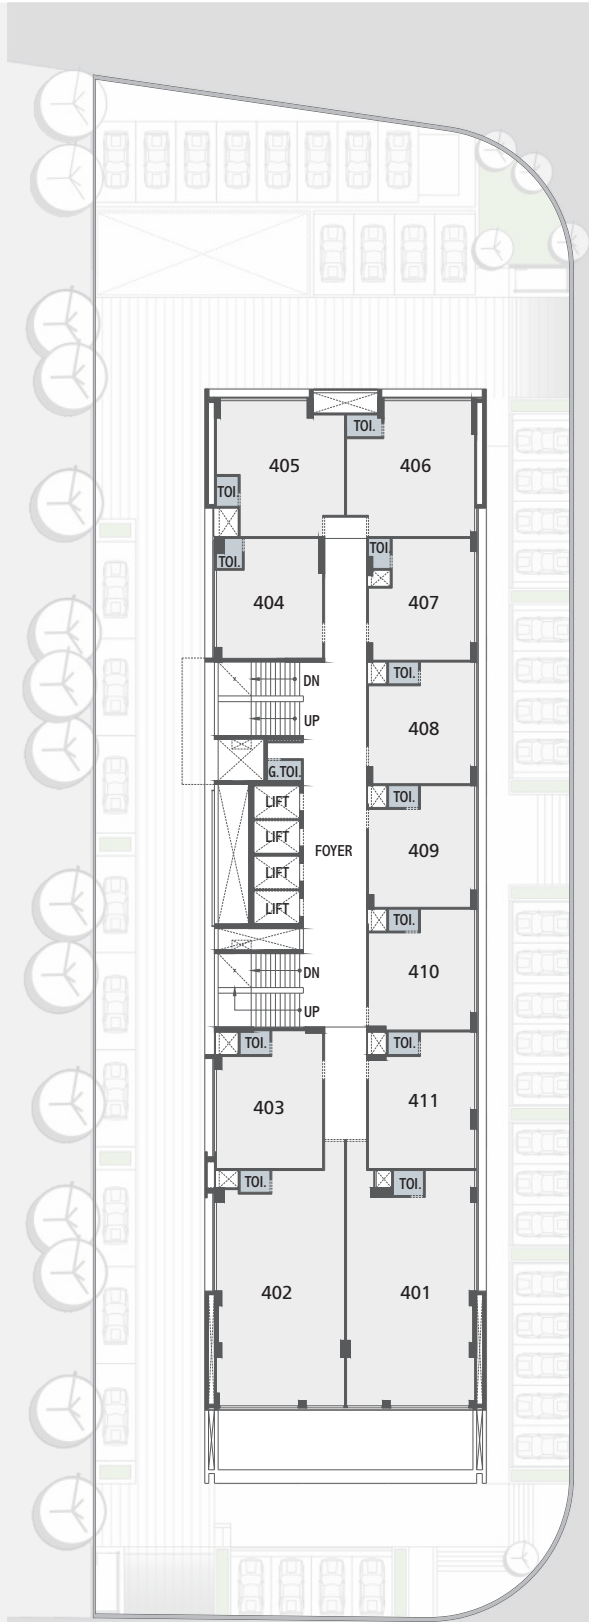 TOI.
405
406
TOI.
TOI.
TOI.
404
407
TOI.
DN
408
UP
G.TOI.
LIFT
TOI.
LIFT
FOYER
409
LIFT
LIFT
TOI.
DN
410
UP
TOI.
TOI.
403
411
TOI.
TOI.
402
401